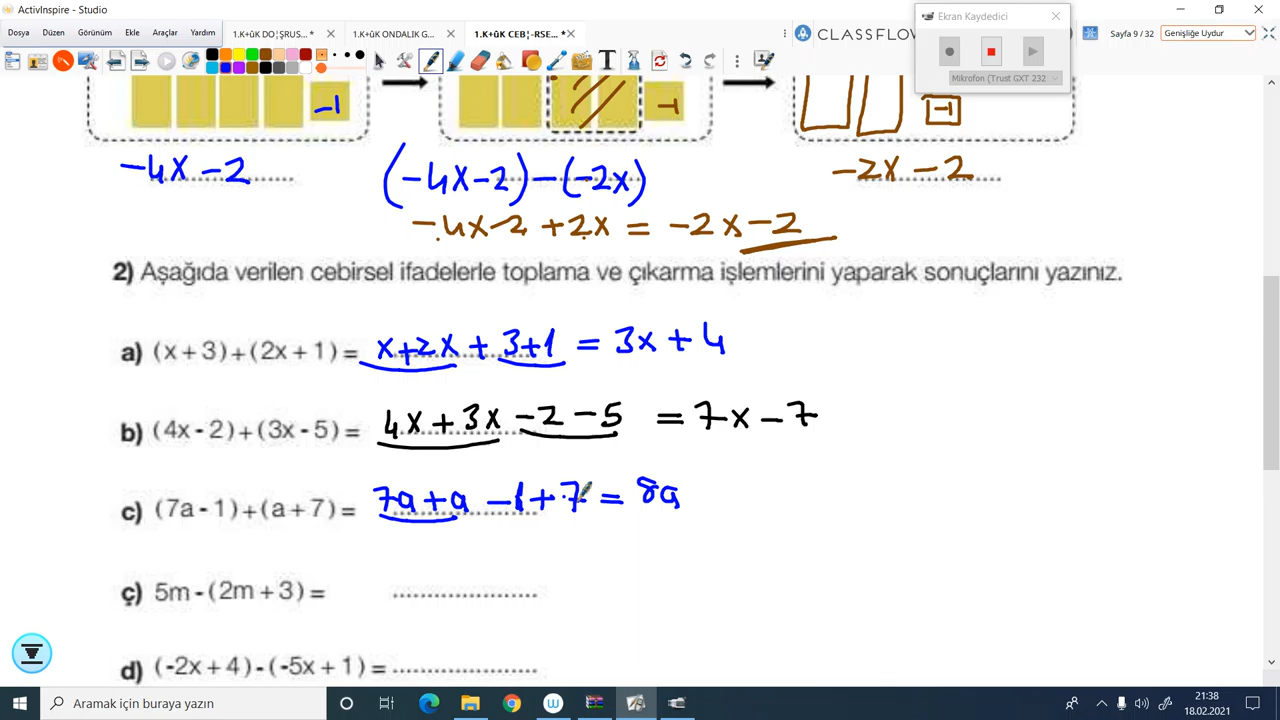 ActivInspire - Studio
Ekran Kaydedici
Dosya Düzen Görünüm Ekle Araçlar Yardım
1.K+ûK DO¦ŞRUS...*
1.K+ûK UNDALIK G...
1.K+ûK CEB¦-RSE...*
CLASSFLOW
Sayfa 9 / 32
Genişliğe Uydur
Mikrofon (Trust GXT 232
-1 -1 -1
-4x -2 (-4x-2) - (-2x) -2x - 2
-4x-2 +2x = -2x-2
2) Aşağıda verilen cebirsel ifadelerle toplama ve çıkarma işlemlerini yaparak sonuçlarını yazınız.
a) (x + 3) + (2x + 1) = x+2x + 3+1 = 3x + 4
b) (4x - 2) + (3x - 5) = 4x + 3x -2 - 5 = 7x - 7
c) (7a - 1) + (a + 7) = 7a + a - 1 + 7 = 8a
ç) 5m - (2m + 3) = .....................
d) (-2x + 4) - (-5x + 1) = .....................
Aramak için buraya yazın
21:38
18.02.2021